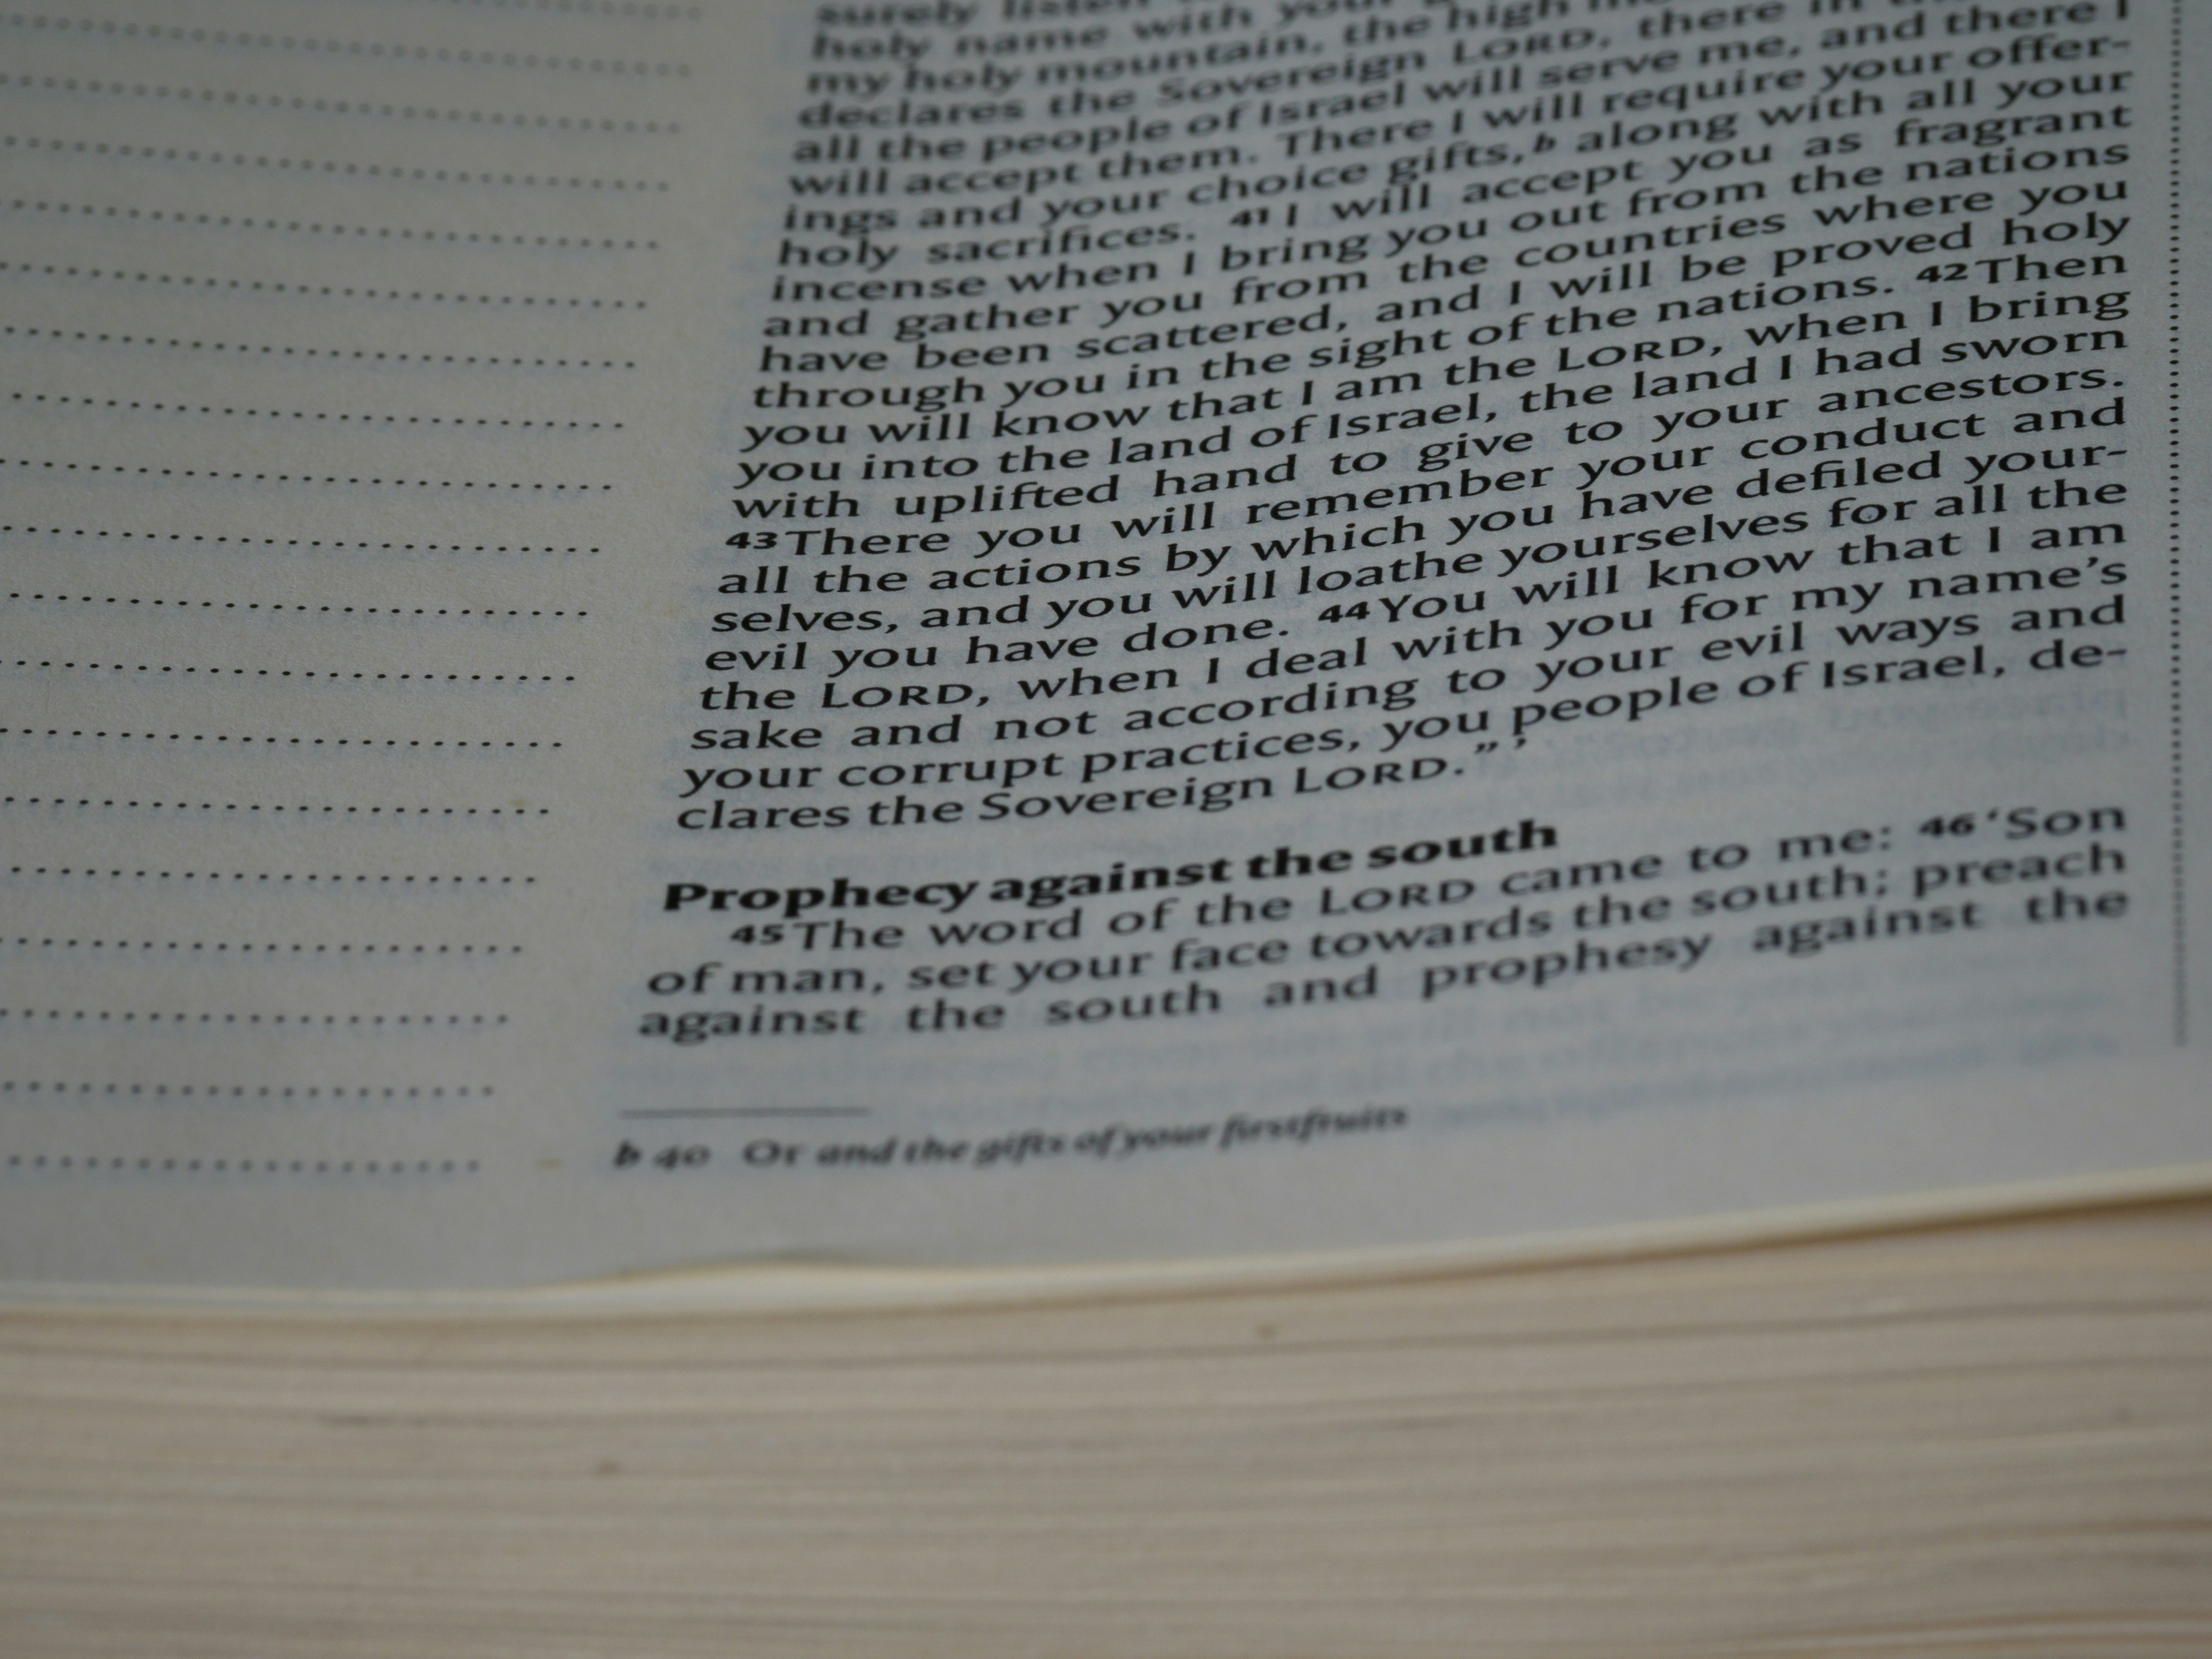 surely listen
holy name with your
my holy mountain, the high
declares the Sovereign LORD, there in
all the people of Israel will serve me, and there I
will accept them. There I will require your offer-
ings and your choice gifts,b along with all your
holy sacrifices. 41 I will accept you as fragrant
incense when I bring you out from the nations
and gather you from the countries where you
have been scattered, and I will be proved holy
through you in the sight of the nations. 42 Then
you will know that I am the LORD, when I bring
you into the land of Israel, the land I had sworn
with uplifted hand to give to your ancestors.
43 There you will remember your conduct and
all the actions by which you have defiled your-
selves, and you will loathe yourselves for all the
evil you have done. 44 You will know that I am
the LORD, when I deal with you for my name’s
sake and not according to your evil ways and
your corrupt practices, you people of Israel, de-
clares the Sovereign LORD.” ’
Prophecy against the south
45 The word of the LORD came to me: 46 ‘Son
of man, set your face towards the south; preach
against the south and prophesy against the
b 40 Or and the gifts of your firstfruits